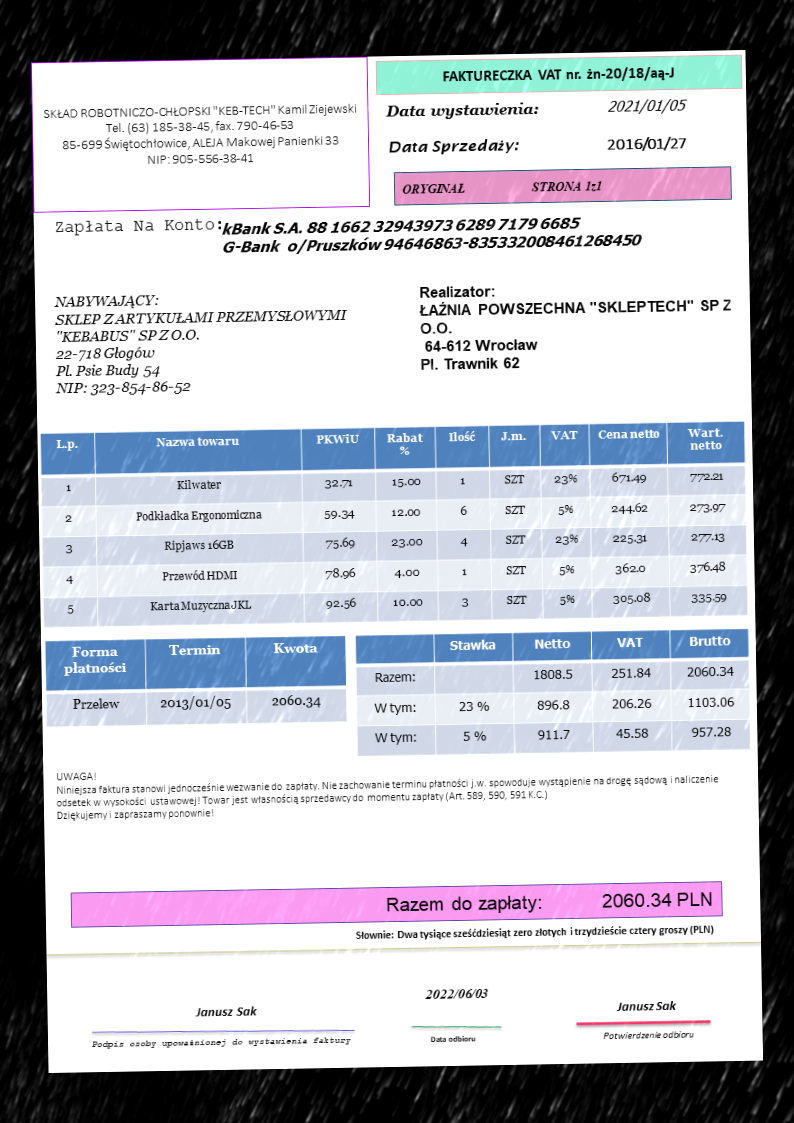 SKŁAD ROBOTNICZO-CHŁOPSKI "KEB-TECH" Kamil Ziejewski
Tel. (63) 185-38-45, fax. 790-46-53
85-699 Świętochłowice, ALEJA Makowej Panienki 33
NIP: 905-556-38-41
FAKTURECZKA VAT nr. żn-20/18/aą-J
Data wystawienia: 2021/01/05
Data Sprzedaży: 2016/01/27
ORYGINAŁ STRONA 1z1
Zapłata Na Konto: kBank S.A. 88 1662 32943973 6289 7179 6685
G-Bank o/Pruszków 94646863-835332008461268450
NABYWAJĄCY:
SKLEP Z ARTYKUŁAMI PRZEMYSŁOWYMI
"KEBABUS" SP Z O.O.
22-718 Głogów
Pl. Psie Budy 54
NIP: 323-854-86-52
Realizator:
ŁAŹNIA POWSZECHNA "SKLEPTECH" SP Z
O.O.
64-612 Wrocław
Pl. Trawnik 62
L.p. Nazwa towaru PKWiU Rabat % Ilość J.m. VAT Cena netto Wart. netto
1 Kilwater 32.71 15.00 1 SZT 23% 671.49 772.21
2 Podkładka Ergonomiczna 59.34 12.00 6 SZT 5% 244.62 273.97
3 Ripjaws 16GB 75.69 23.00 4 SZT 23% 225.31 277.13
4 Przewód HDMI 78.96 4.00 1 SZT 5% 362.0 376.48
5 Karta Muzyczna JKL 92.56 10.00 3 SZT 5% 305.08 335.59
Forma płatności Termin Kwota
Przelew 2013/01/05 2060.34
Stawka Netto VAT Brutto
Razem: 1808.5 251.84 2060.34
W tym: 23 % 896.8 206.26 1103.06
W tym: 5 % 911.7 45.58 957.28
UWAGA!
Niniejsza faktura stanowi jednocześnie wezwanie do zapłaty. Nie zachowanie terminu płatności j.w. spowoduje wystąpienie na drogę sądową i naliczenie
odsetek w wysokości ustawowej! Towar jest własnością sprzedawcy do momentu zapłaty (Art. 589, 590, 591 K.C.)
Dziękujemy i zapraszamy ponownie!
Razem do zapłaty: 2060.34 PLN
Słownie: Dwa tysiące sześćdziesiąt zero złotych i trzydzieście cztery groszy (PLN)
Janusz Sak
Podpis osoby upoważnionej do wystawienia faktury
2022/06/03
Data odbioru
Janusz Sak
Potwierdzenie odbioru